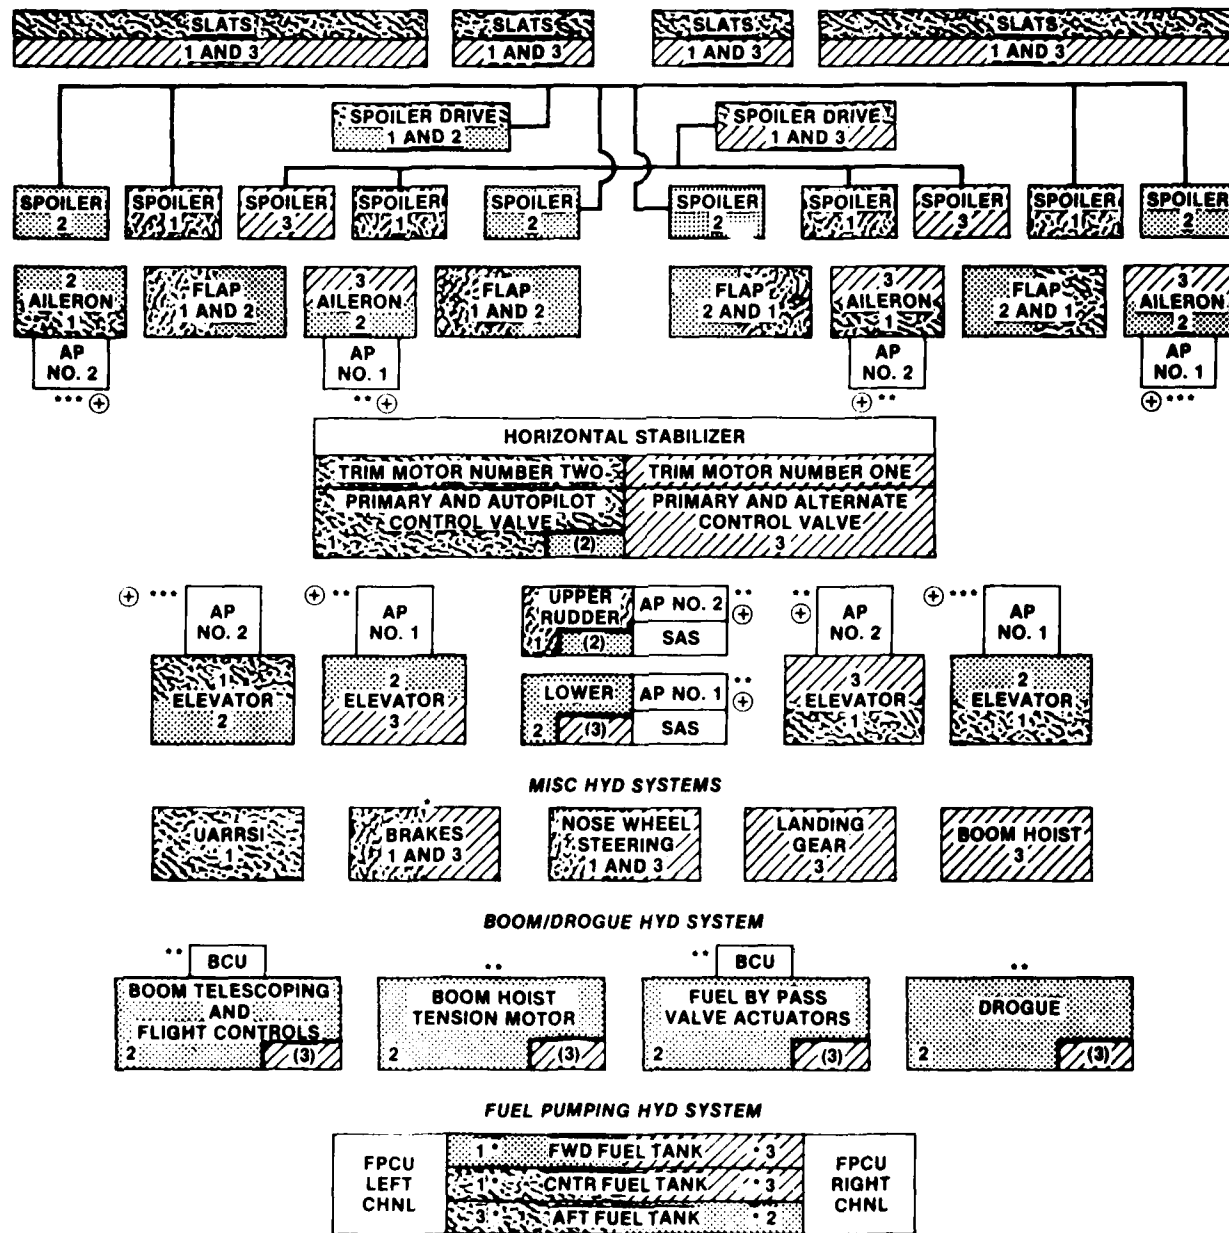 SLATS SLATS SLATS SLATS
1 AND 3 1 AND 3 1 AND 3 1 AND 3
SPOILER DRIVE SPOILER DRIVE
1 AND 2 1 AND 3
SPOILER SPOILER SPOILER SPOILER SPOILER SPOILER SPOILER SPOILER SPOILER SPOILER
2 1 3 1 2 2 1 3 1 2
2 3 3 3
AILERON FLAP AILERON FLAP FLAP AILERON FLAP AILERON
1 1 AND 2 2 1 AND 2 2 AND 1 1 2 AND 1 2
AP AP AP AP
NO. 2 NO. 1 NO. 2 NO. 1
*** ** ** ***
HORIZONTAL STABILIZER
TRIM MOTOR NUMBER TWO TRIM MOTOR NUMBER ONE
PRIMARY AND AUTOPILOT PRIMARY AND ALTERNATE
CONTROL VALVE CONTROL VALVE
1 (2) 3
*** ** ** ** ***
AP AP UPPER AP NO. 2 AP AP
NO. 2 NO. 1 RUDDER NO. 2 NO. 1
1 (2) SAS
1 2 LOWER AP NO. 1 ** 3 2
ELEVATOR ELEVATOR ELEVATOR ELEVATOR
2 3 2 (3) SAS 1 1
MISC HYD SYSTEMS
*
UARRSI BRAKES NOSE WHEEL LANDING BOOM HOIST
1 1 AND 3 STEERING GEAR 3
1 AND 3 3
BOOM/DROGUE HYD SYSTEM
** BCU ** ** BCU **
BOOM TELESCOPING BOOM HOIST FUEL BY PASS DROGUE
AND TENSION MOTOR VALVE ACTUATORS
FLIGHT CONTROLS
2 (3) 2 (3) 2 (3) 2 (3)
FUEL PUMPING HYD SYSTEM
FPCU 1 * FWD FUEL TANK * 3 FPCU
LEFT 1 * CNTR FUEL TANK * 3 RIGHT
CHNL 3 * AFT FUEL TANK * 2 CHNL